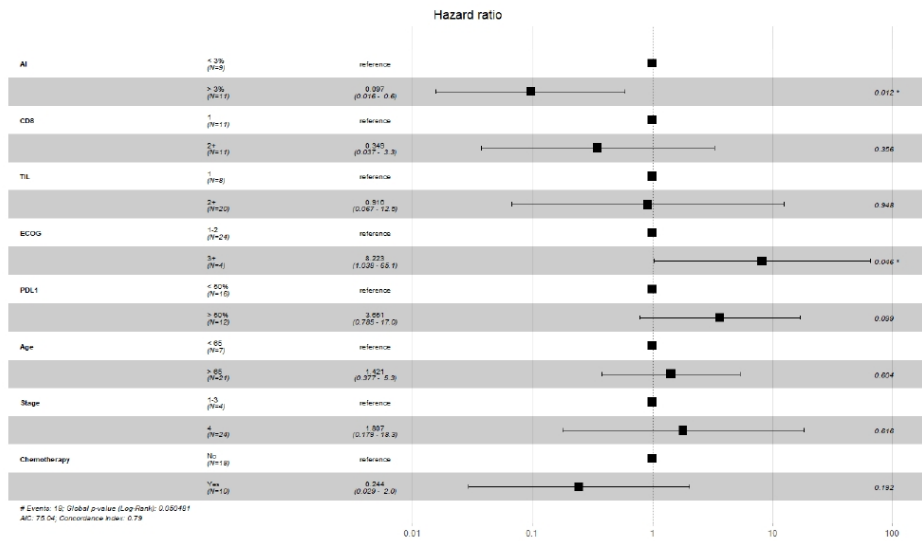 Hazard ratio
AI < 3% (N=9) reference
> 3% (N=11) 0.097 (0.016 - 0.6) 0.012 *
CD8 1 (N=11) reference
2+ (N=11) 0.349 (0.037 - 3.3) 0.356
TIL 1 (N=8) reference
2+ (N=20) 0.916 (0.067 - 12.5) 0.948
ECOG 1-2 (N=24) reference
3+ (N=4) 8.223 (1.038 - 65.1) 0.046 *
PDL1 (N=16) reference
(N=12) (0.785 - 17.0) 0.099
Age < 65 (N=7) reference
> 65 (N=21) 1.421 (0.377 - 5.3) 0.604
Stage 1-3 (N=4) reference
4 (N=24) 1.807 (0.179 - 18.3) 0.616
Chemotherapy No (N=18) reference
Yes (N=10) 0.244 (0.029 - 2.0) 0.192
# Events: Global p-value (Log-Rank): 0.050481
AIC: 75.04; Concordance Index: 0.79
0.01 0.1 1 10 100